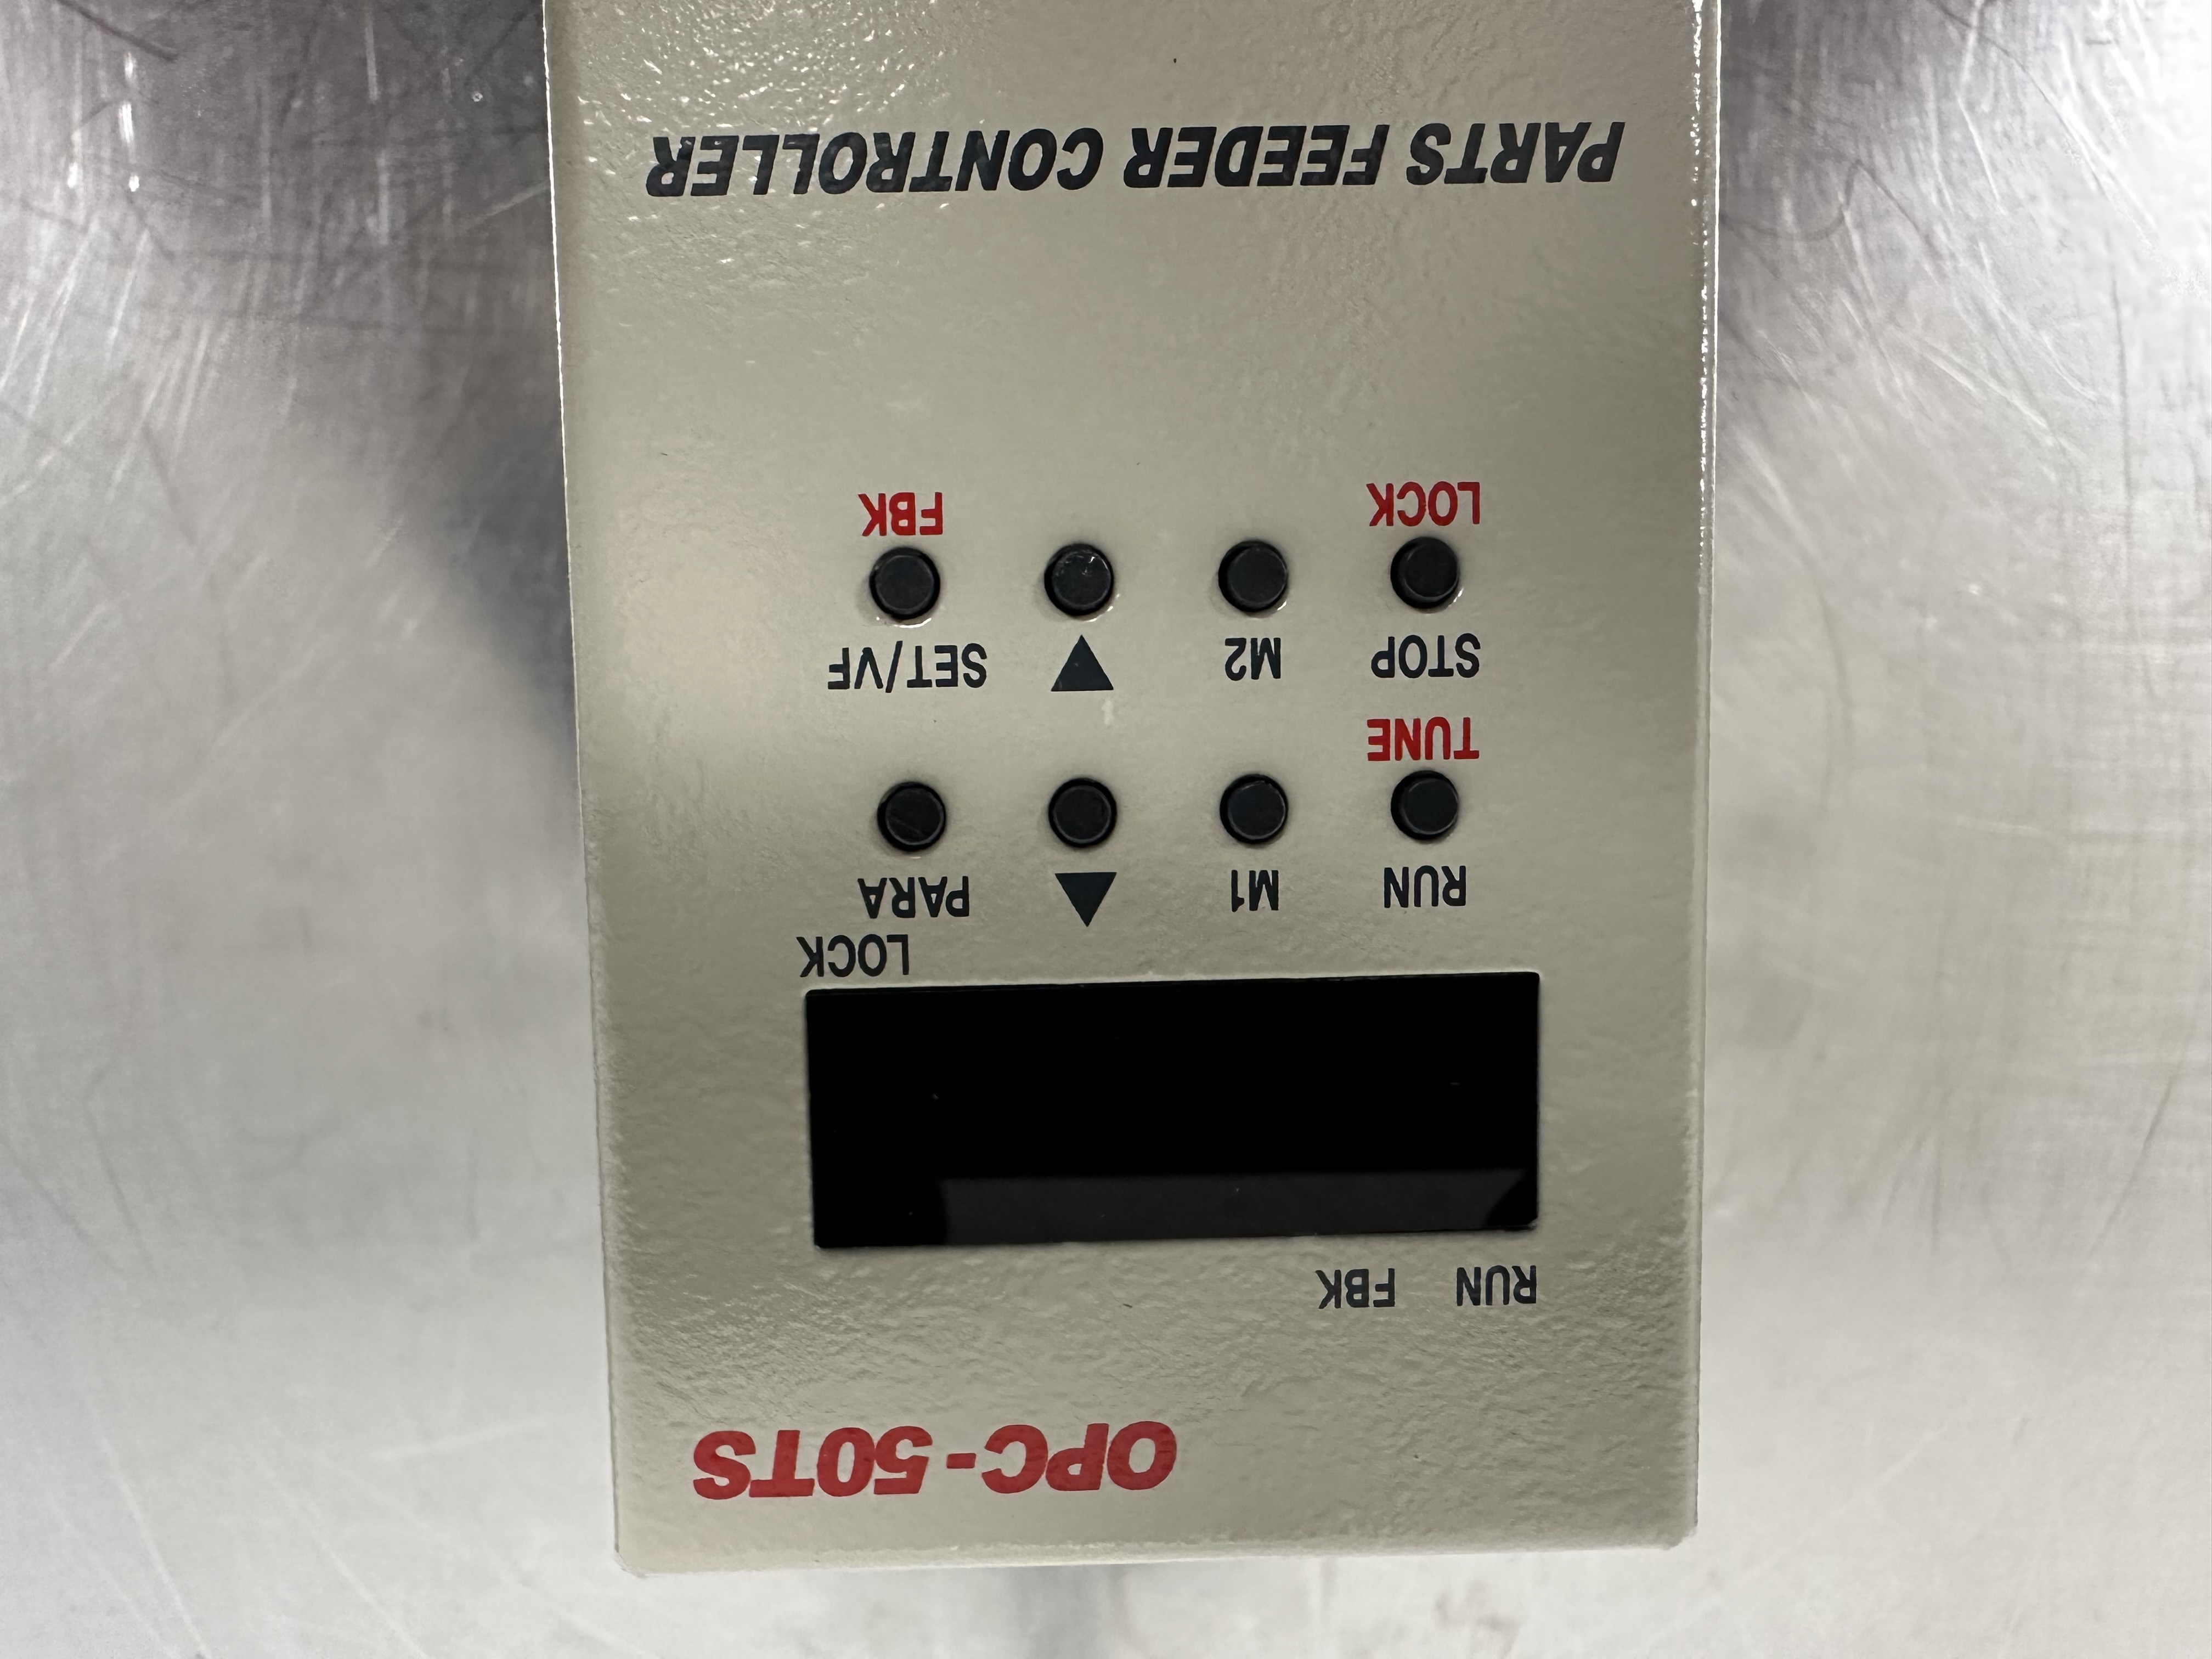 OPC-50TS
RUN FBK
LOCK
RUN M1 ▼ PARA
TUNE
STOP M2 ▲ SET/VF
LOCK FBK
PARTS FEEDER CONTROLLER